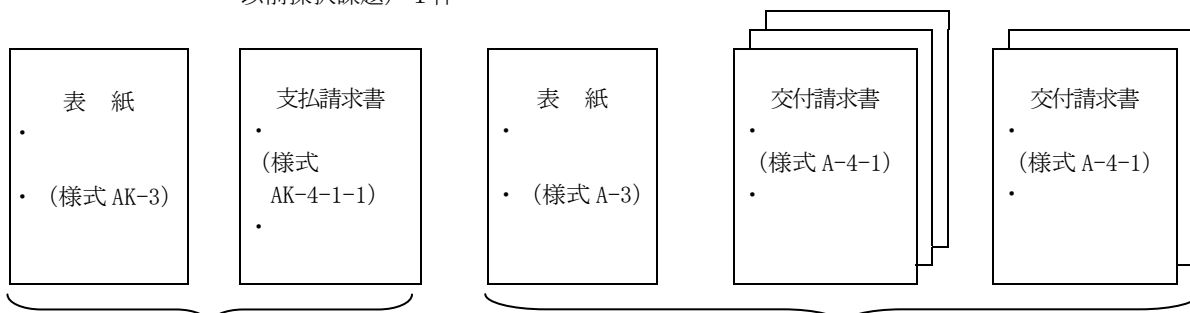 表 紙
・
・ (様式 AK-3)
支払請求書
・
(様式
AK-4-1-1)
・
表 紙
・
・ (様式 A-3)
交付請求書
・
(様式 A-4-1)
・
交付請求書
・
(様式 A-4-1)
・